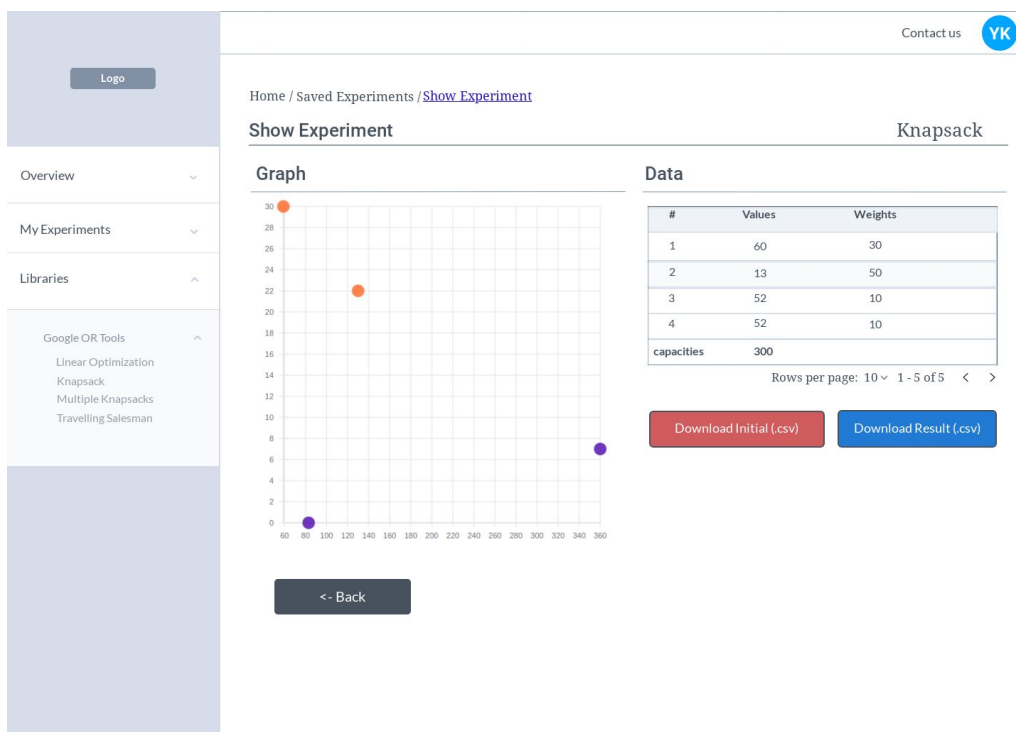 Contact us
YK
Logo
Home / Saved Experiments / Show Experiment
Show Experiment
Knapsack
Overview
My Experiments
Libraries
Google OR Tools
Linear Optimization
Knapsack
Multiple Knapsacks
Travelling Salesman
Graph
30
28
26
24
22
20
18
16
14
12
10
8
6
4
2
0
60 80 100 120 140 160 180 200 220 240 260 280 300 320 340 360
<- Back
Data
# Values Weights
1 60 30
2 13 50
3 52 10
4 52 10
capacities 300
Rows per page: 10 1 - 5 of 5 < >
Download Initial (.csv)
Download Result (.csv)